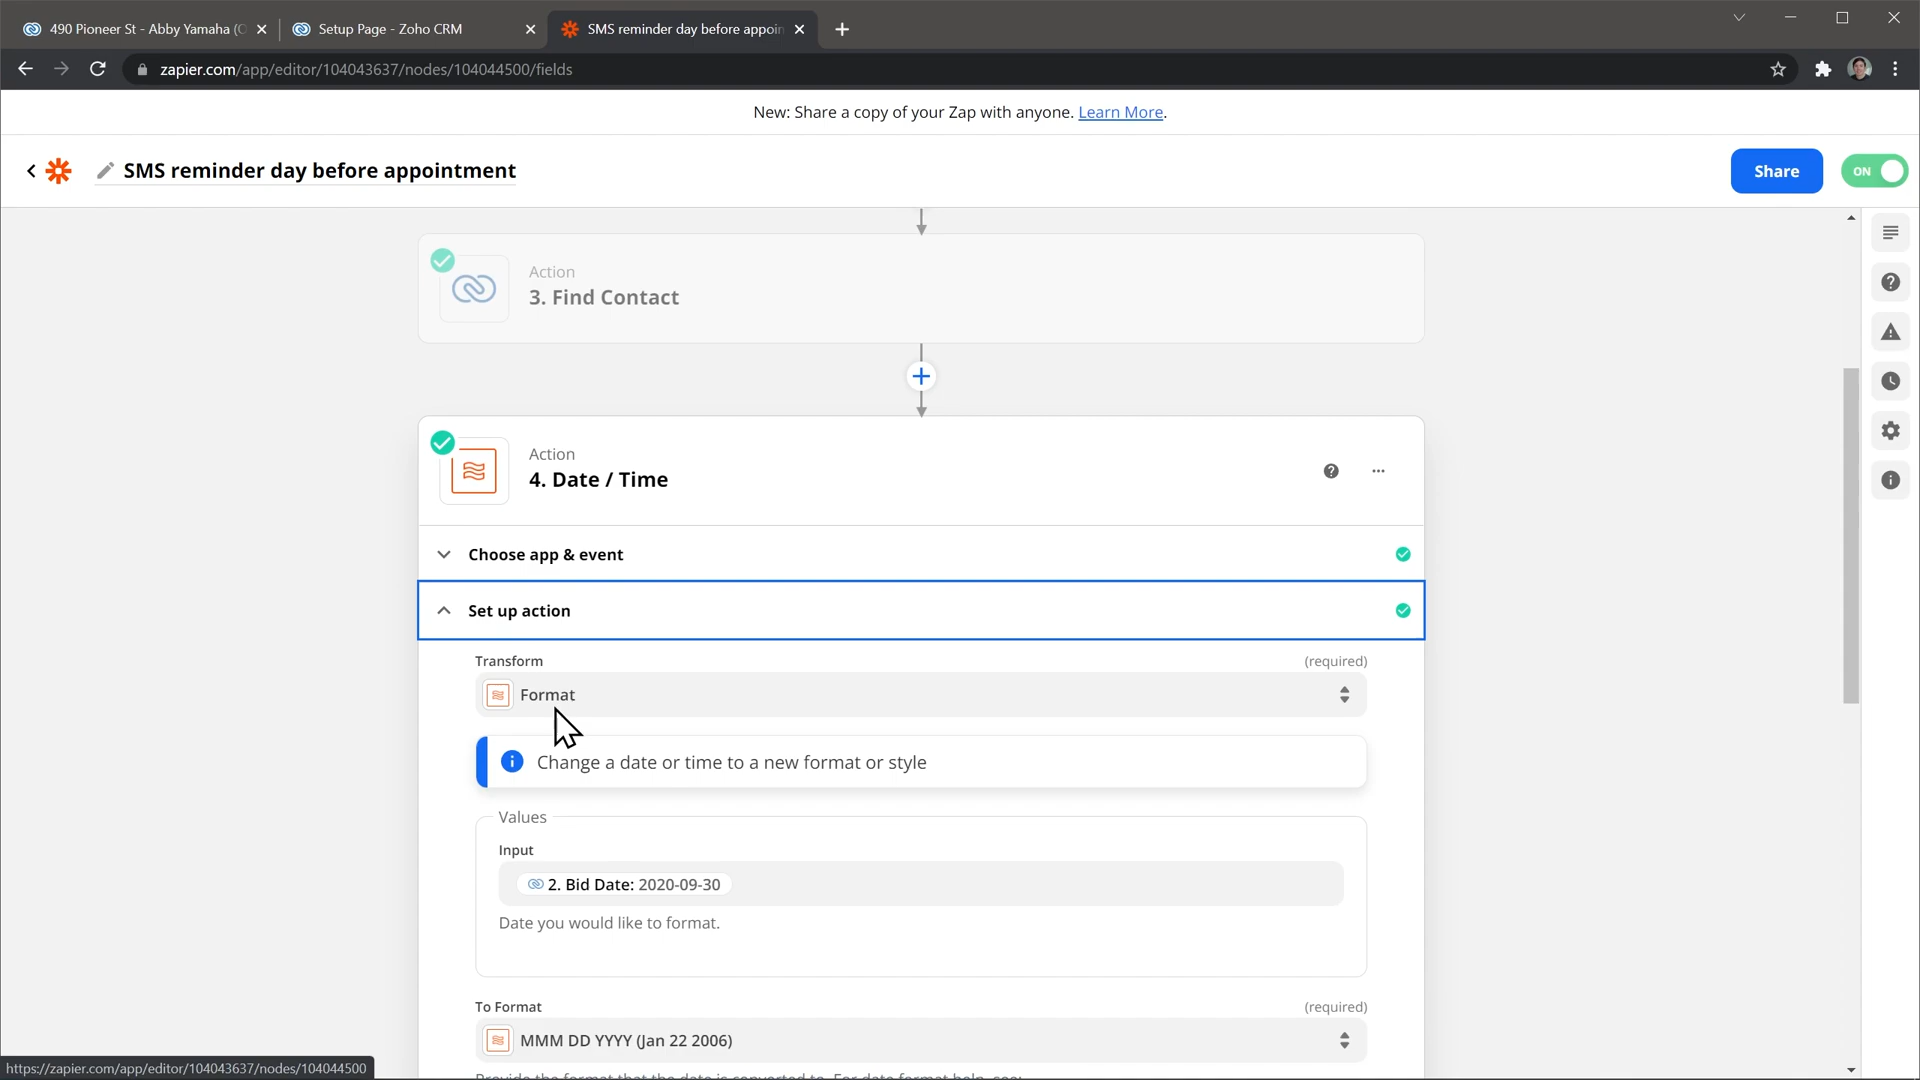 490 Pioneer St - Abby Yamaha (
Setup Page - Zoho CRM
SMS reminder day before appoin
zapier.com/app/editor/104043637/nodes/104044500/fields
New: Share a copy of your Zap with anyone. Learn More.
SMS reminder day before appointment
Share
ON
Action
3. Find Contact
Action
4. Date / Time
Choose app & event
Set up action
Transform
(required)
Format
Change a date or time to a new format or style
Values
Input
2. Bid Date: 2020-09-30
Date you would like to format.
To Format
(required)
MMM DD YYYY (Jan 22 2006)
Provide the format that the date is converted to. For date format help, see:
https://zapier.com/app/editor/104043637/nodes/104044500